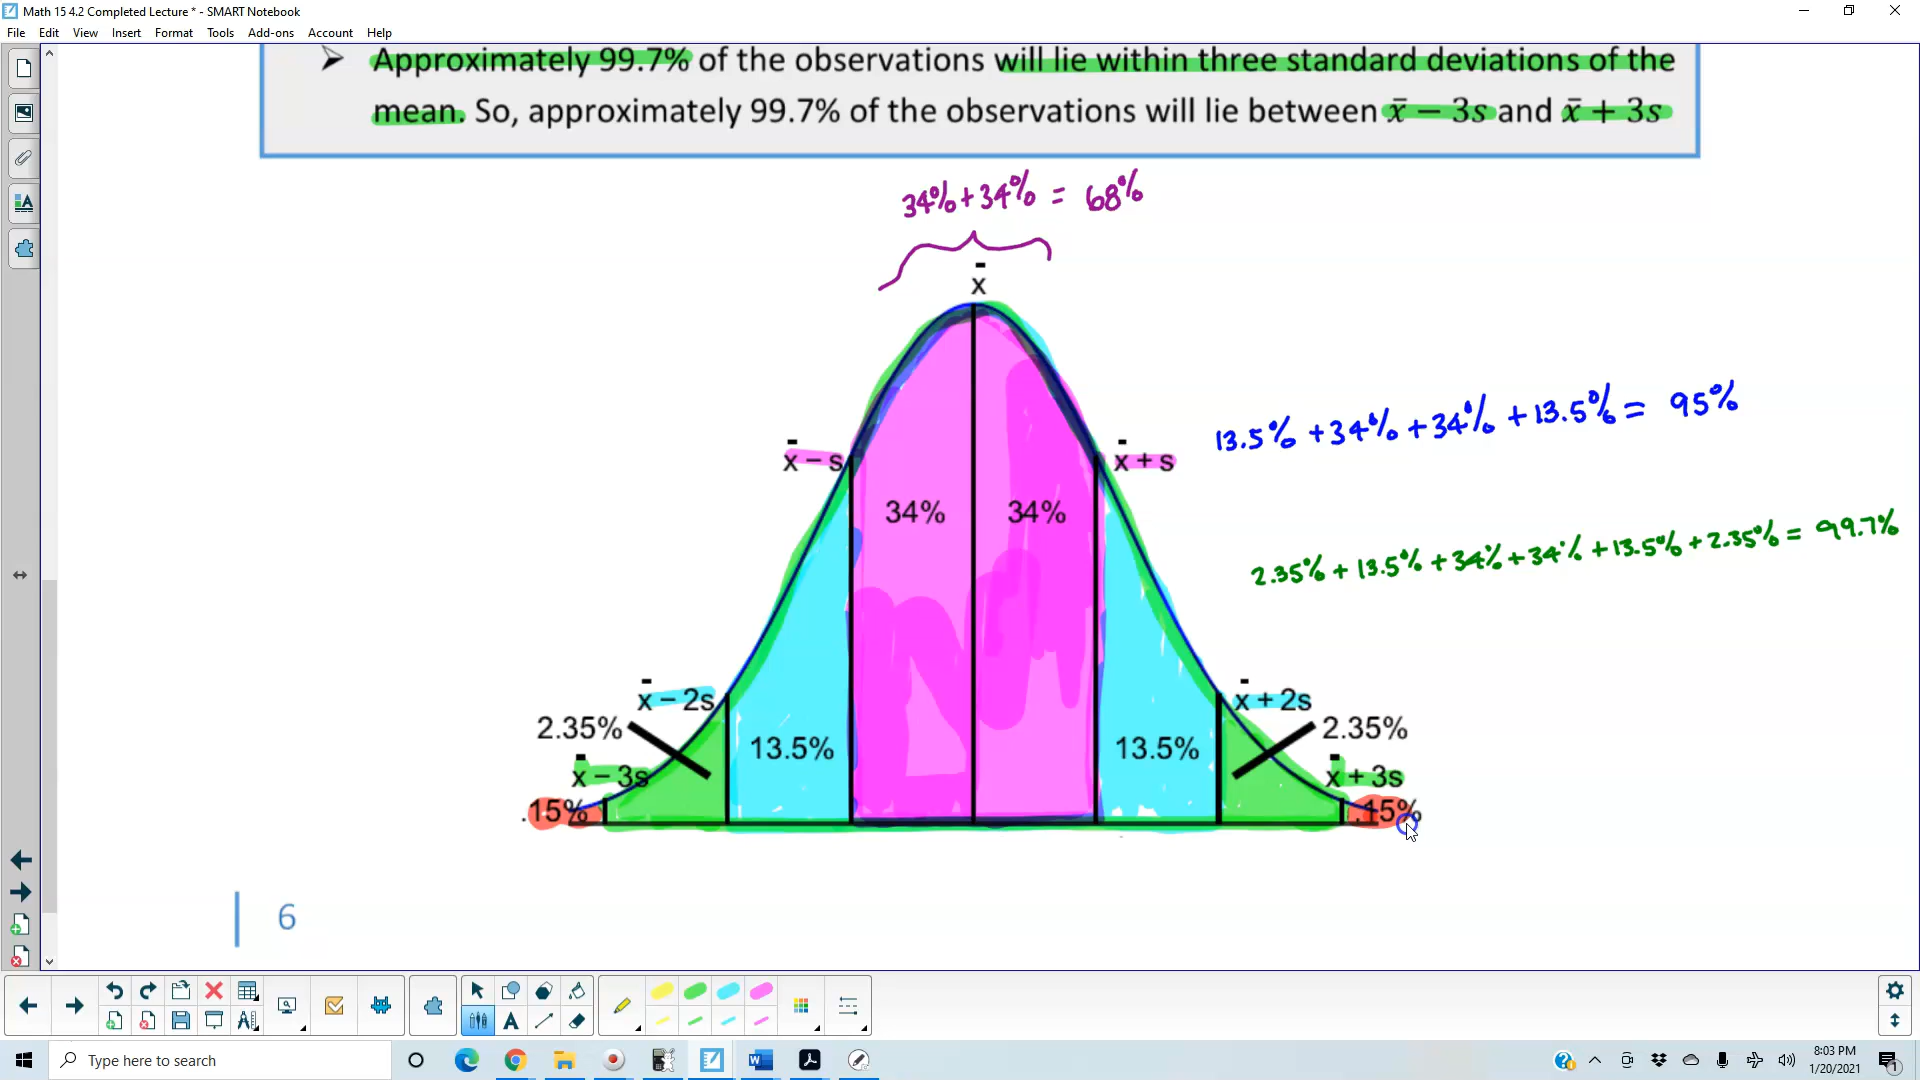 Math 15 4.2 Completed Lecture * - SMART Notebook
File Edit View Insert Format Tools Add-ons Account Help
➢ Approximately 99.7% of the observations will lie within three standard deviations of the
mean. So, approximately 99.7% of the observations will lie between x̄ − 3s and x̄ + 3s
34% + 34% = 68%
x̄
13.5% + 34% + 34% + 13.5% = 95%
x̄ − s x̄ + s
34% 34%
2.35% + 13.5% + 34% + 34% + 13.5% + 2.35% = 99.7%
x̄ − 2s x̄ + 2s
2.35% 2.35%
13.5% 13.5%
x̄ − 3s x̄ + 3s
.15% .15%
6
A
Type here to search
8:03 PM
1/20/2021